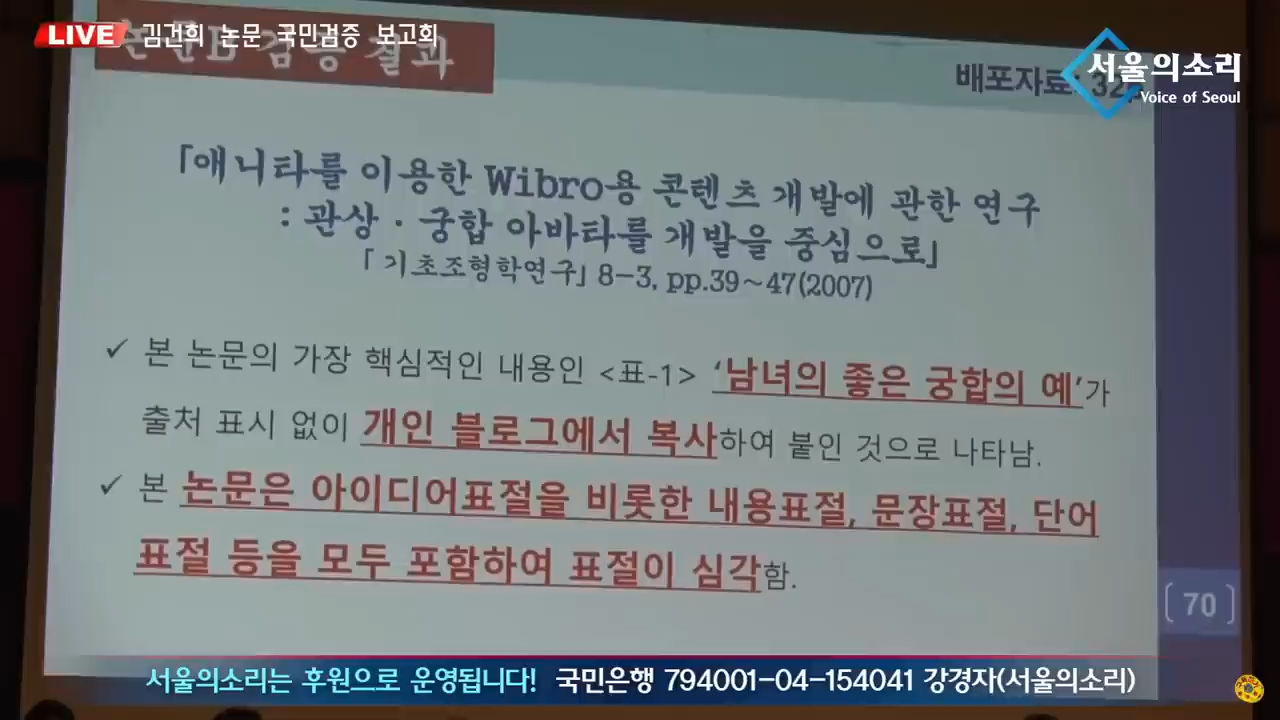 LIVE 김건희 논문 국민검증 보고회
논문B 검증 결과
서울의소리
Voice of Seoul
배포자료 32
「애니타를 이용한 Wibro용 콘텐츠 개발에 관한 연구
: 관상·궁합 아바타를 개발을 중심으로」
「기초조형학연구」 8-3, pp.39~47(2007)
✓ 본 논문의 가장 핵심적인 내용인 <표-1> ‘남녀의 좋은 궁합의 예’가
출처 표시 없이 개인 블로그에서 복사하여 붙인 것으로 나타남.
✓ 본 논문은 아이디어표절을 비롯한 내용표절, 문장표절, 단어
표절 등을 모두 포함하여 표절이 심각함.
[ 70 ]
서울의소리는 후원으로 운영됩니다! 국민은행 794001-04-154041 강경자(서울의소리)